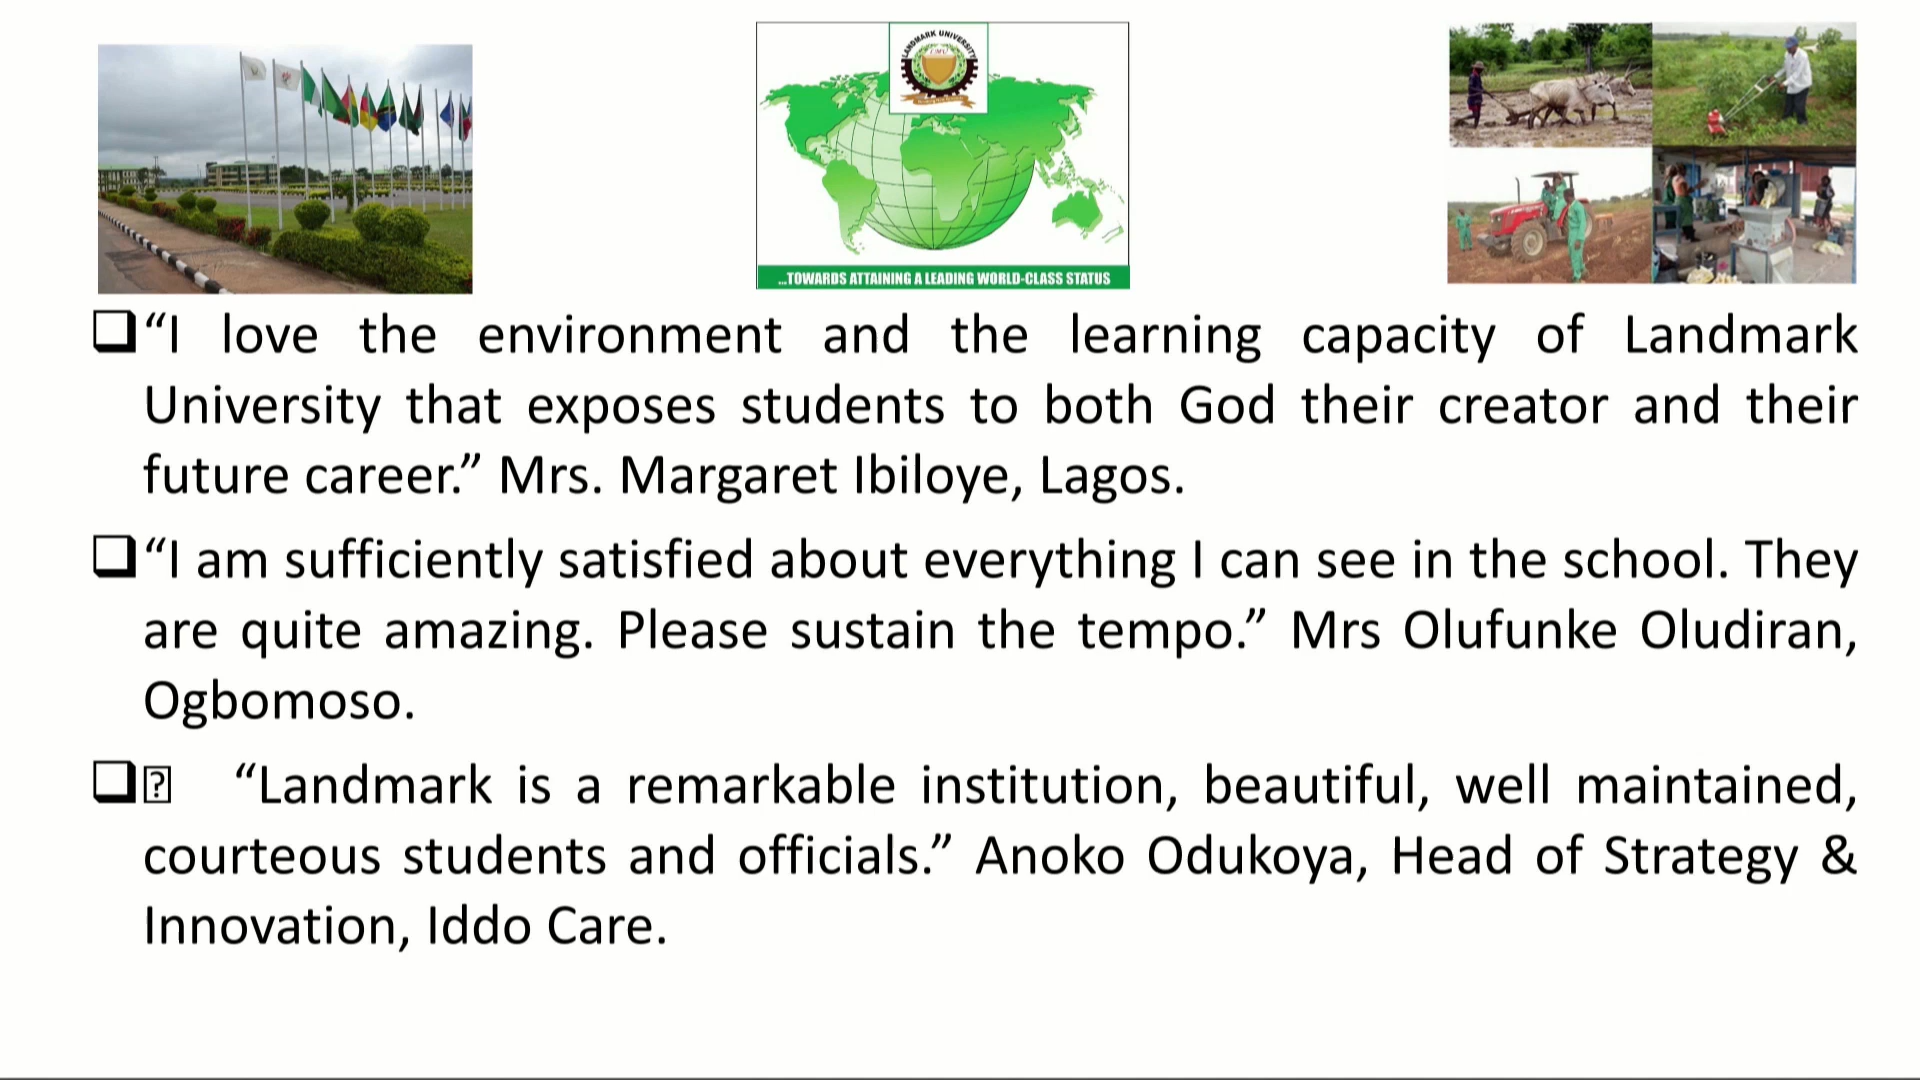 LANDMARK UNIVERSITY
...TOWARDS ATTAINING A LEADING WORLD-CLASS STATUS
❑“I love the environment and the learning capacity of Landmark
University that exposes students to both God their creator and their
future career.” Mrs. Margaret Ibiloye, Lagos.
❑“I am sufficiently satisfied about everything I can see in the school. They
are quite amazing. Please sustain the tempo.” Mrs Olufunke Oludiran,
Ogbomoso.
❑ “Landmark is a remarkable institution, beautiful, well maintained,
courteous students and officials.” Anoko Odukoya, Head of Strategy &
Innovation, Iddo Care.